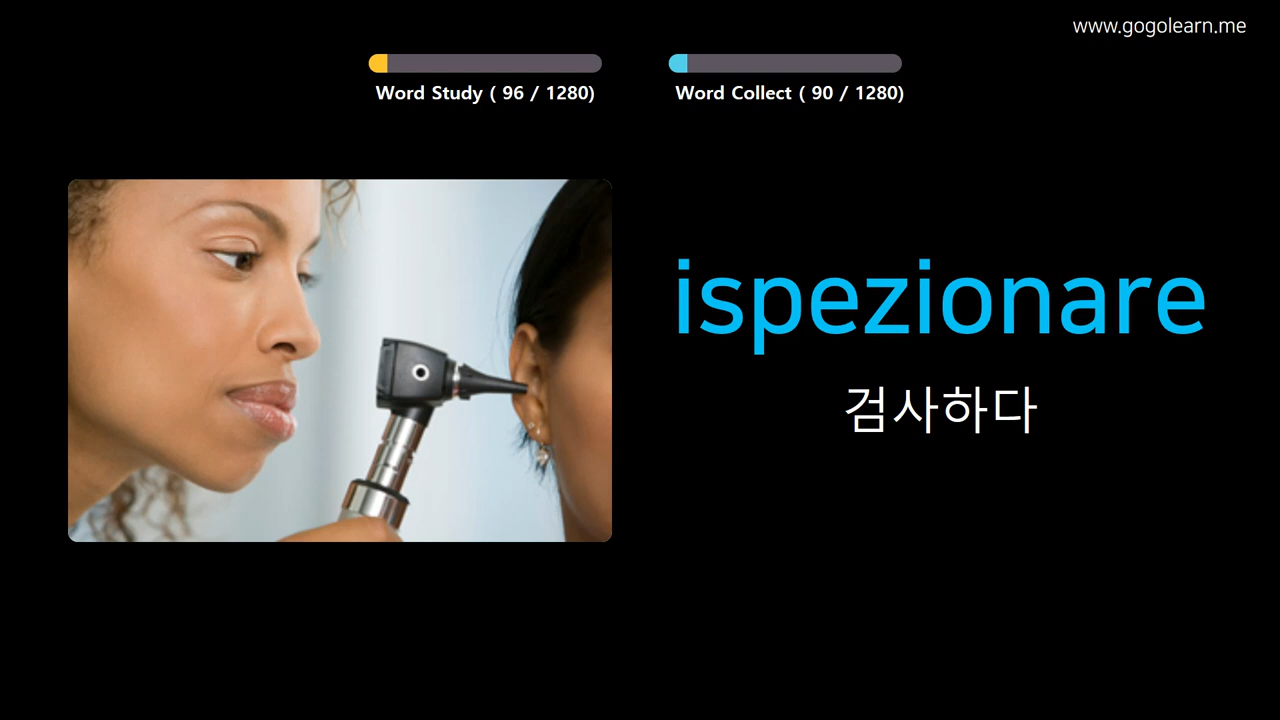 www.gogolearn.me
Word Study ( 96 / 1280)
Word Collect ( 90 / 1280)
ispezionare
검사하다